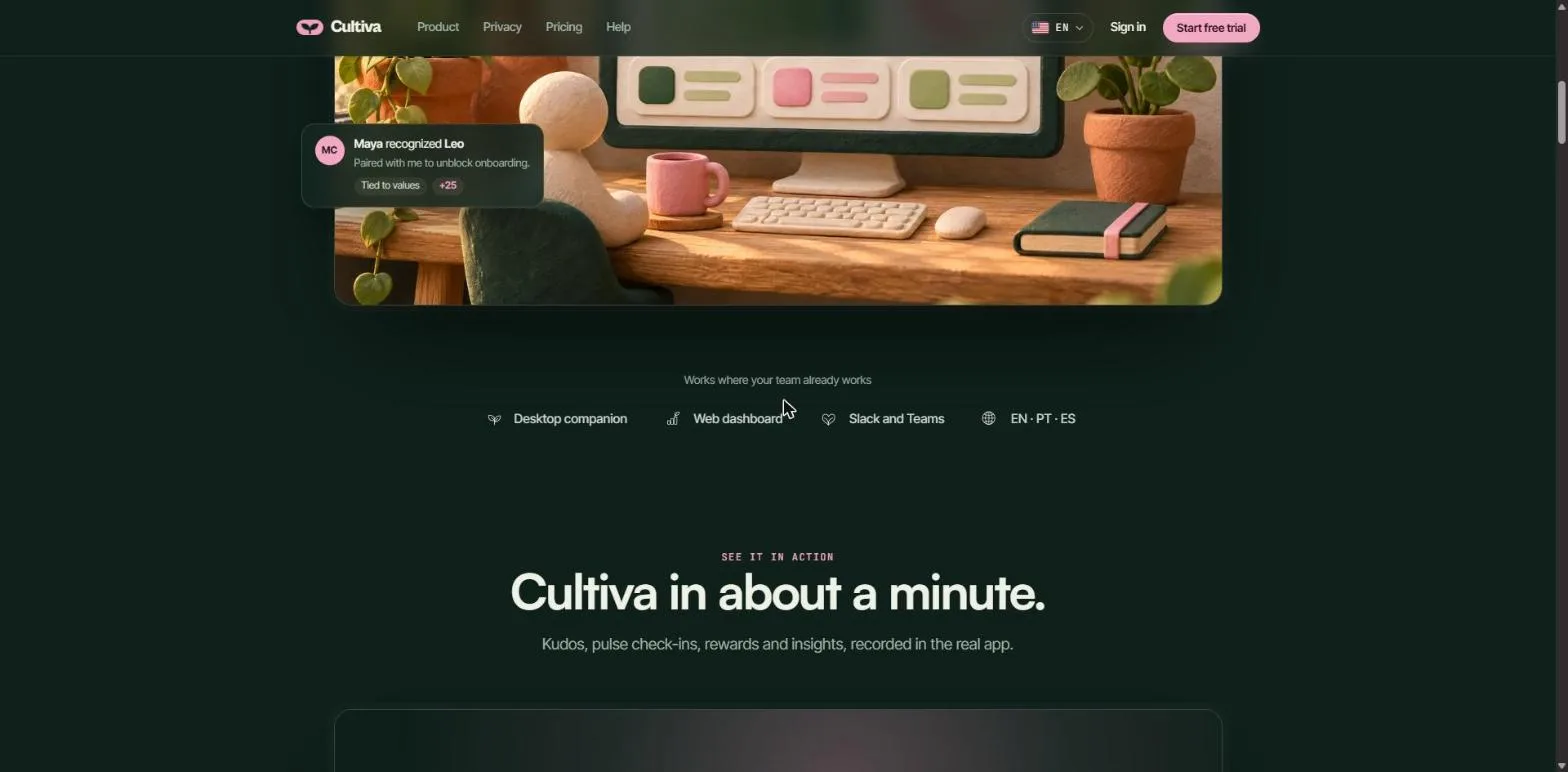 Cultiva
Product
Privacy
Pricing
Help
EN
Sign in
Start free trial
MC
Maya recognized Leo
Paired with me to unblock onboarding.
Tied to values
+25
Works where your team already works
Desktop companion
Web dashboard
Slack and Teams
EN · PT · ES
SEE IT IN ACTION
Cultiva in about a minute.
Kudos, pulse check-ins, rewards and insights, recorded in the real app.